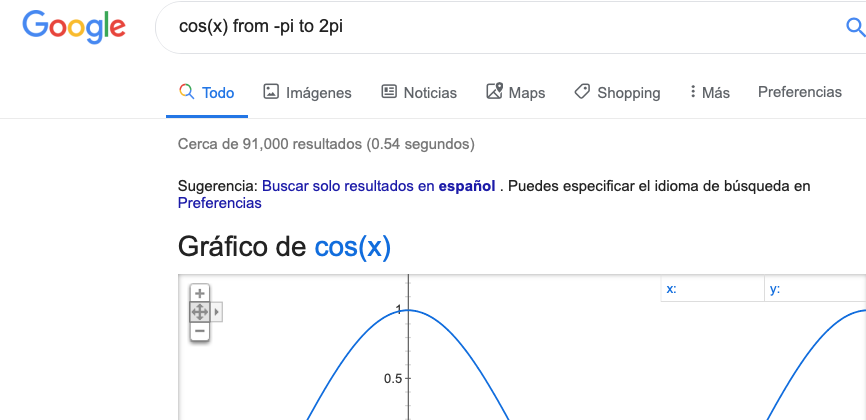 Google
cos(x) from -pi to 2pi
Todo Imágenes Noticias Maps Shopping Más Preferencias
Cerca de 91,000 resultados (0.54 segundos)
Sugerencia: Buscar solo resultados en español . Puedes especificar el idioma de búsqueda en
Preferencias
Gráfico de cos(x)
x: y:
1
0.5